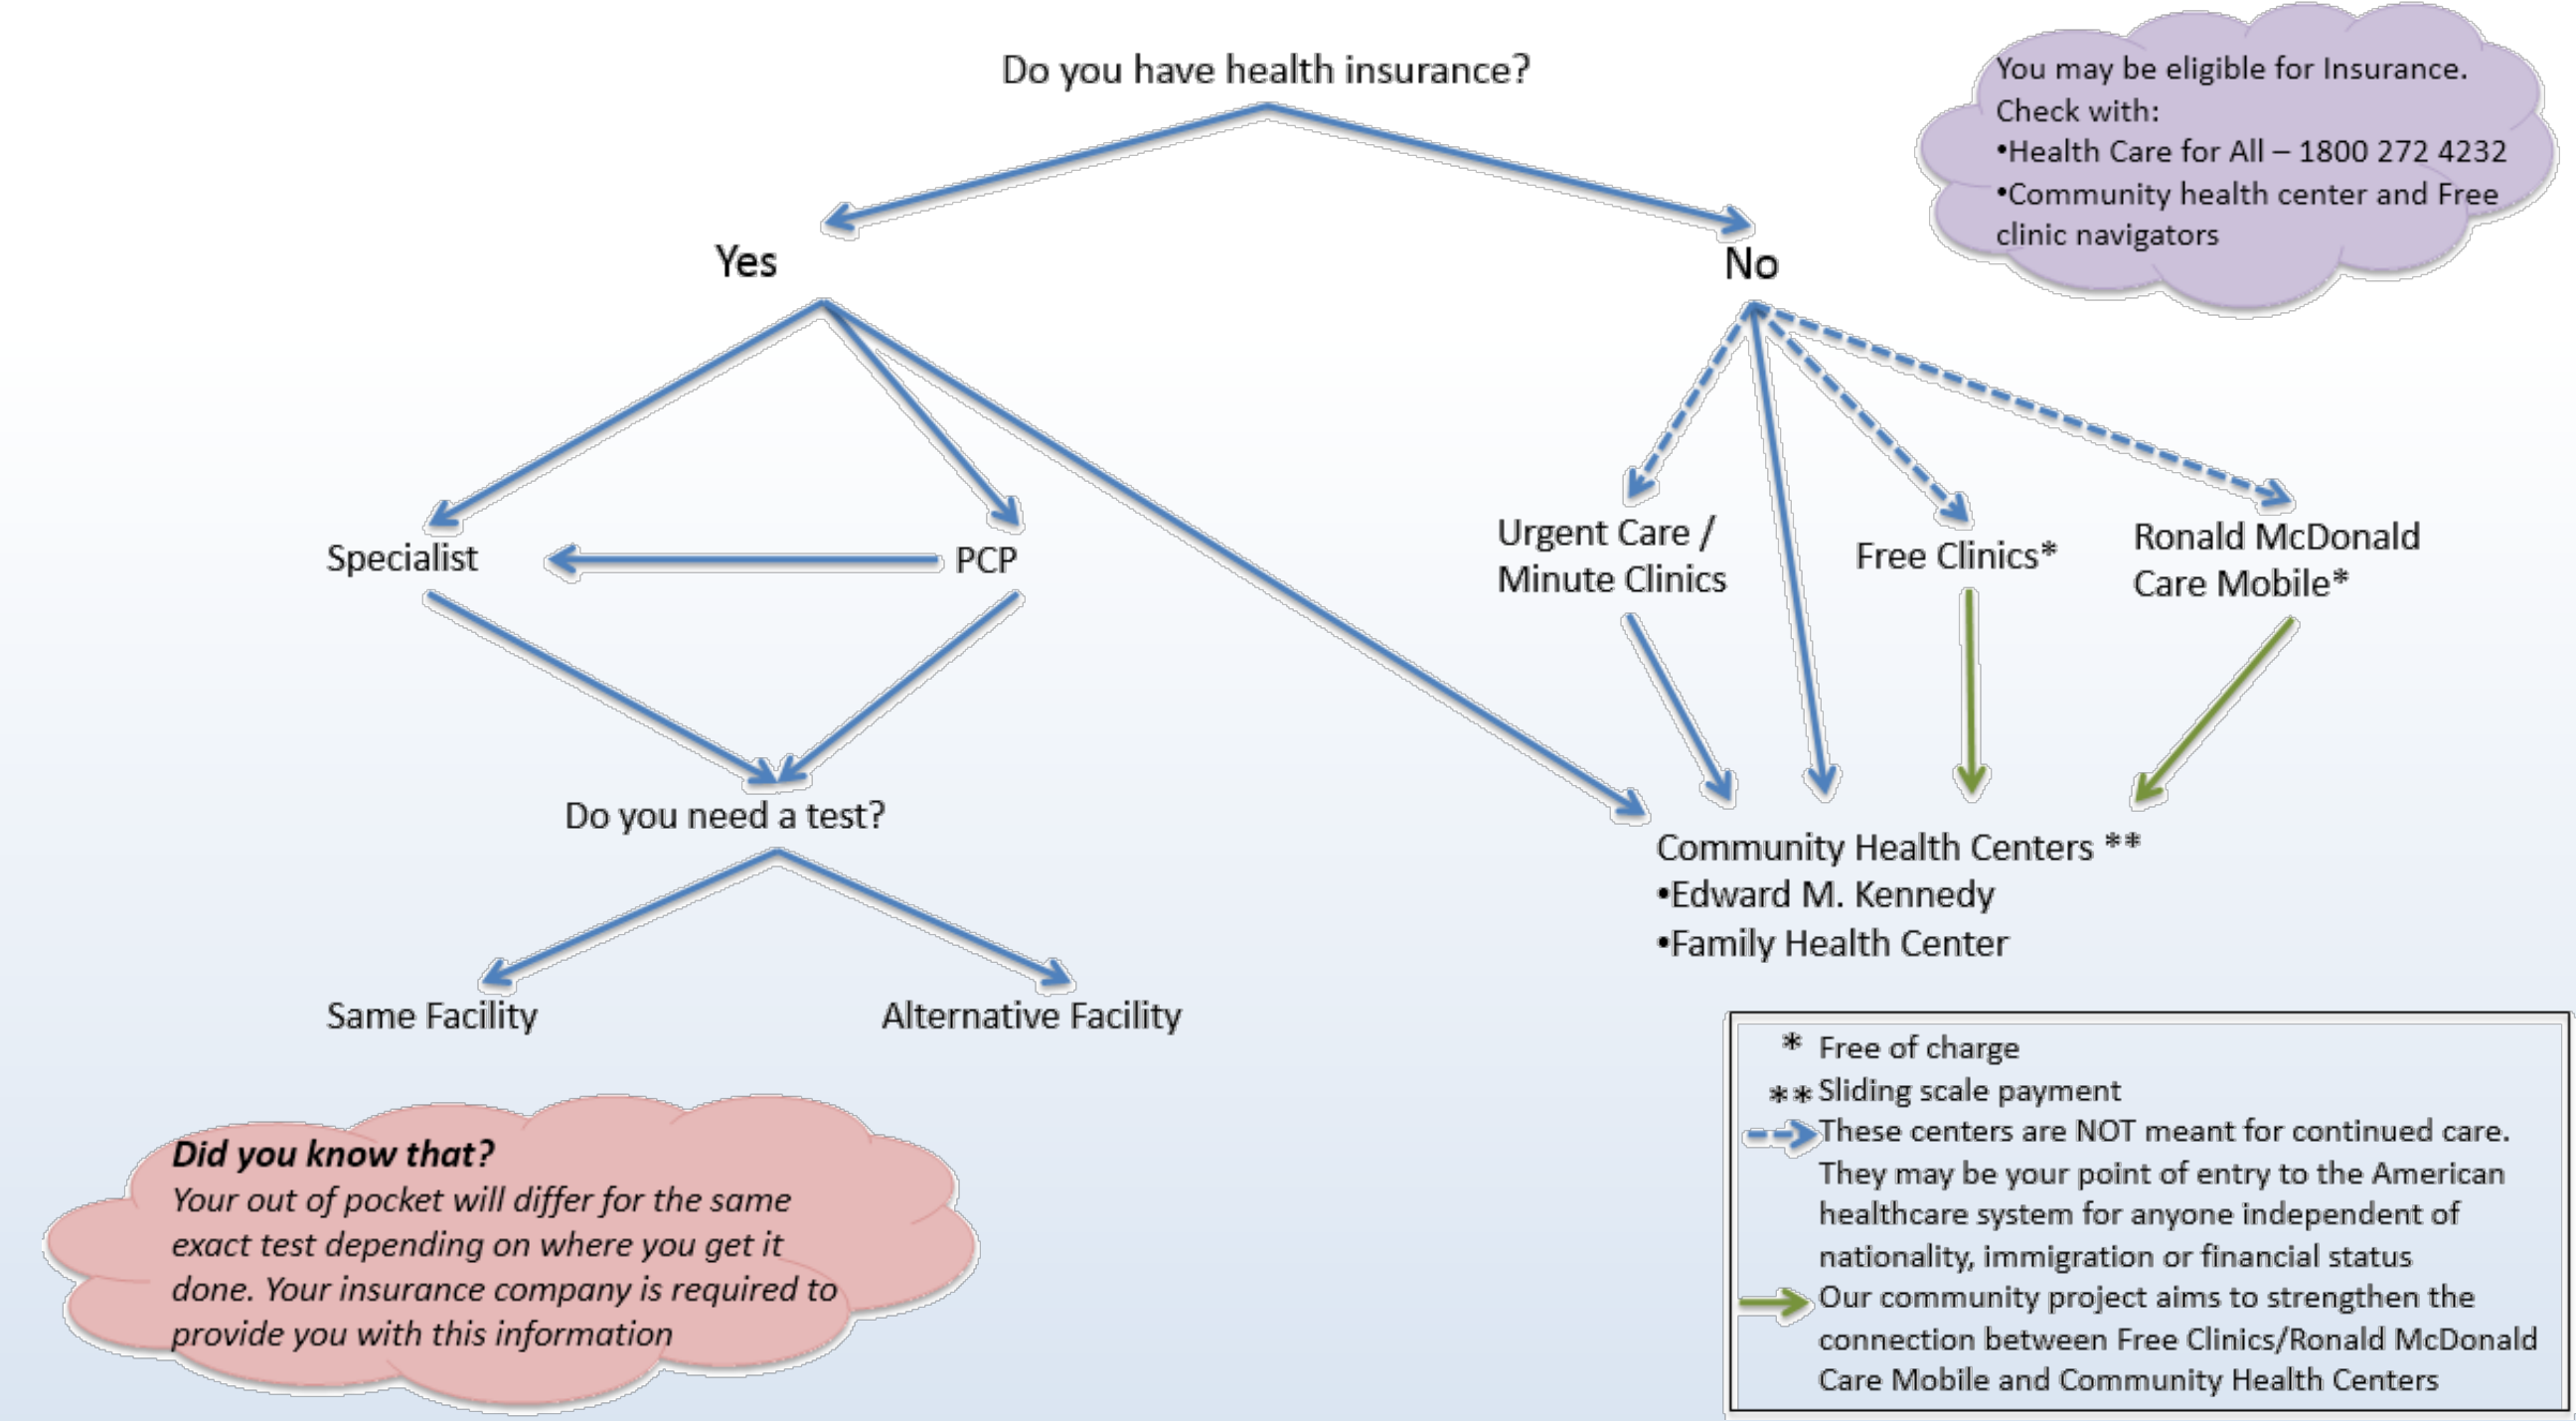 Do you have health insurance?
You may be eligible for Insurance.
Check with:
•Health Care for All – 1800 272 4232
•Community health center and Free
clinic navigators
Yes
No
Specialist
PCP
Urgent Care /
Minute Clinics
Free Clinics*
Ronald McDonald
Care Mobile*
Do you need a test?
Community Health Centers **
•Edward M. Kennedy
•Family Health Center
Same Facility
Alternative Facility
Did you know that?
Your out of pocket will differ for the same
exact test depending on where you get it
done. Your insurance company is required to
provide you with this information
* Free of charge
** Sliding scale payment
These centers are NOT meant for continued care.
They may be your point of entry to the American
healthcare system for anyone independent of
nationality, immigration or financial status
Our community project aims to strengthen the
connection between Free Clinics/Ronald McDonald
Care Mobile and Community Health Centers